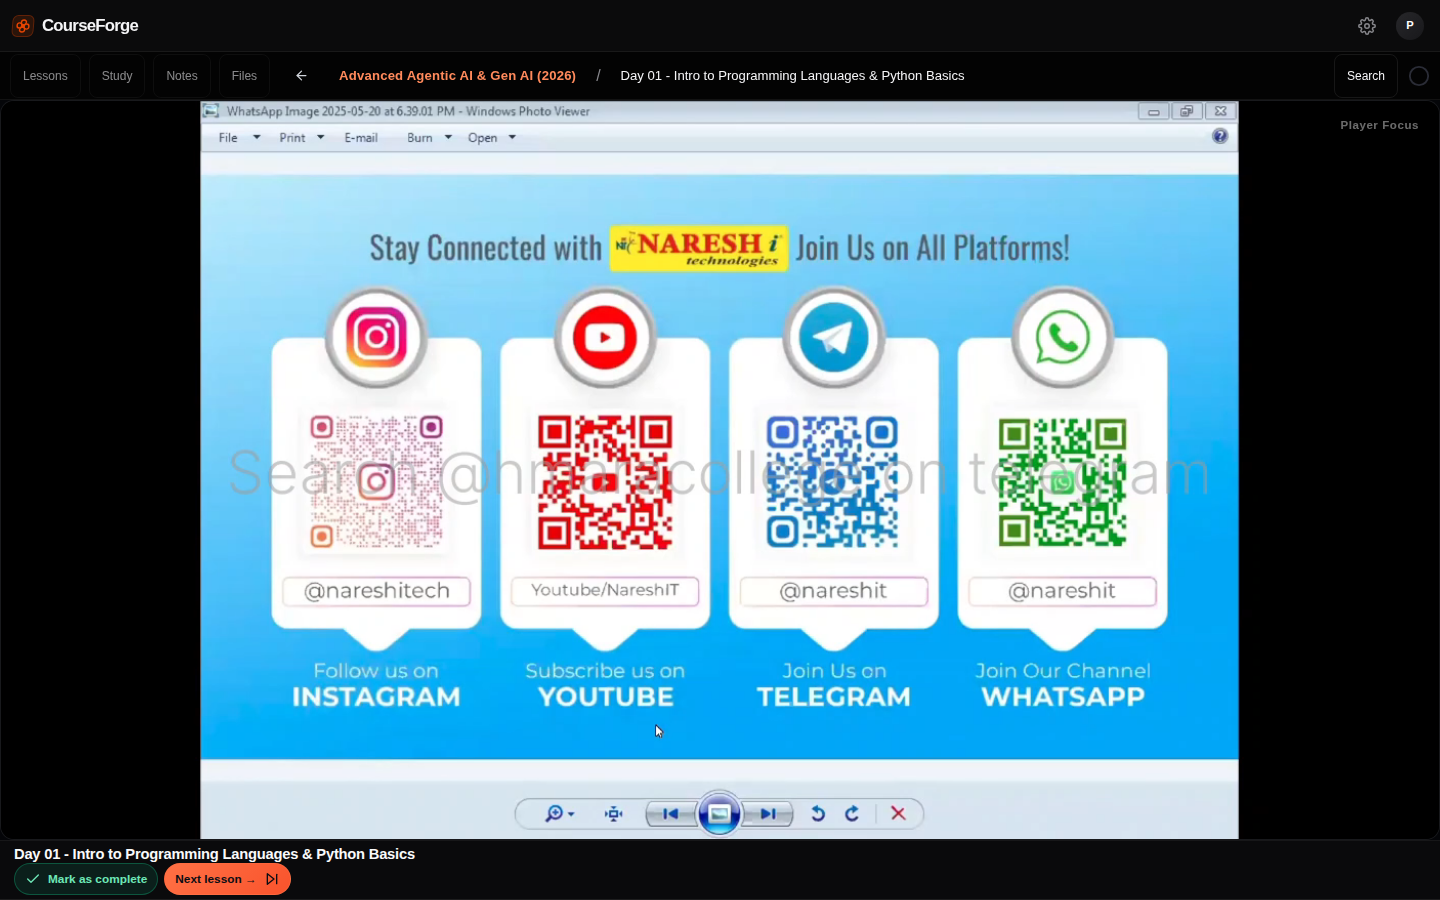 CourseForge
P
Lessons
Study
Notes
Files
Advanced Agentic AI & Gen AI (2026) / Day 01 - Intro to Programming Languages & Python Basics
Search
WhatsApp Image 2025-05-20 at 6.39.01 PM - Windows Photo Viewer
Player Focus
File Print E-mail Burn Open
Stay Connected with NARESH i technologies Join Us on All Platforms!
Search @hmaracollege on telegram
@nareshitech
Youtube/NareshIT
@nareshit
@nareshit
Follow us on
INSTAGRAM
Subscribe us on
YOUTUBE
Join Us on
TELEGRAM
Join Our Channel
WHATSAPP
Day 01 - Intro to Programming Languages & Python Basics
Mark as complete
Next lesson →